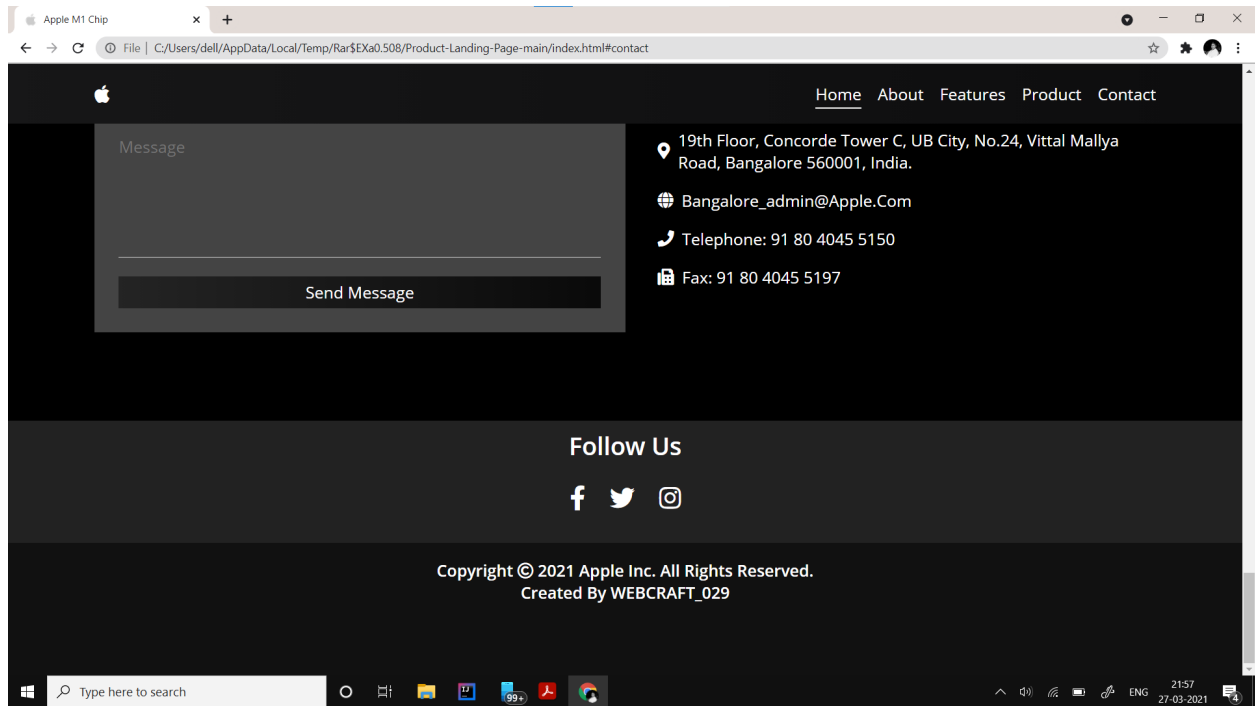 Apple M1 Chip
File | C:/Users/dell/AppData/Local/Temp/Rar$EXa0.508/Product-Landing-Page-main/index.html#contact
Home About Features Product Contact
Message
Send Message
19th Floor, Concorde Tower C, UB City, No.24, Vittal Mallya
Road, Bangalore 560001, India.
Bangalore_admin@Apple.Com
Telephone: 91 80 4045 5150
Fax: 91 80 4045 5197
Follow Us
Copyright © 2021 Apple Inc. All Rights Reserved.
Created By WEBCRAFT_029
Type here to search
99+
ENG
21:57
27-03-2021
4